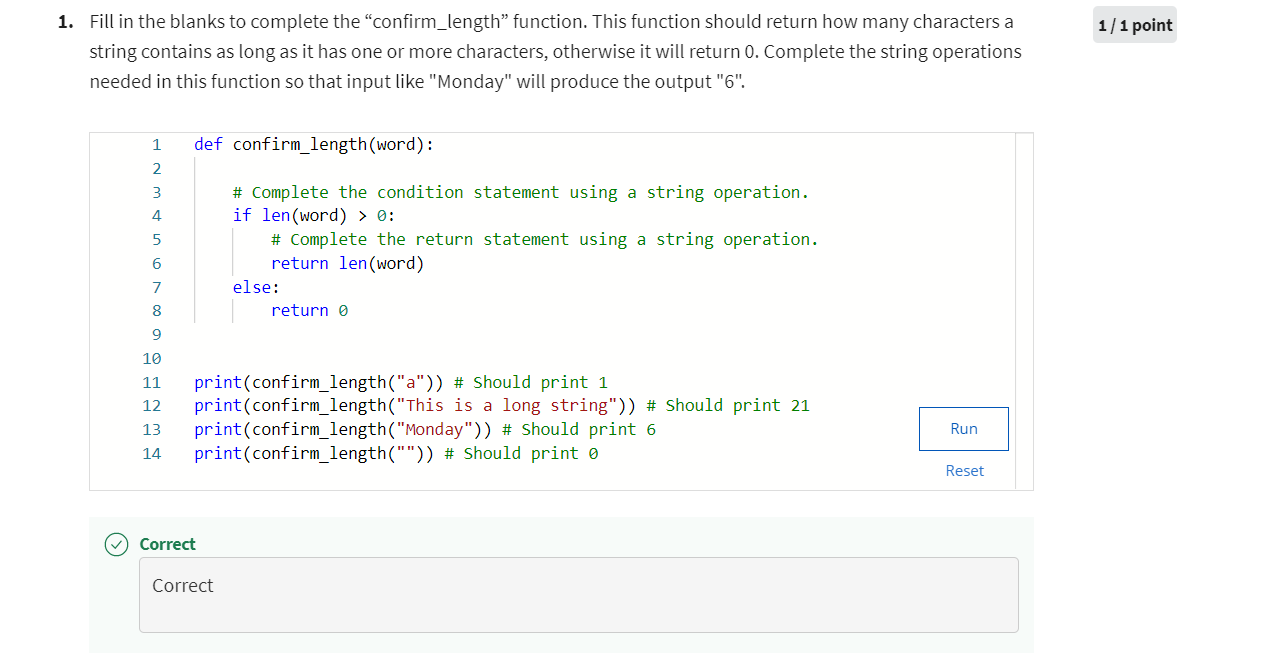 1. Fill in the blanks to complete the “confirm_length” function. This function should return how many characters a
1 / 1 point
string contains as long as it has one or more characters, otherwise it will return 0. Complete the string operations
needed in this function so that input like "Monday" will produce the output "6".
1 def confirm_length(word):
2
3 # Complete the condition statement using a string operation.
4 if len(word) > 0:
5 # Complete the return statement using a string operation.
6 return len(word)
7 else:
8 return 0
9
10
11 print(confirm_length("a")) # Should print 1
12 print(confirm_length("This is a long string")) # Should print 21
13 print(confirm_length("Monday")) # Should print 6
14 print(confirm_length("")) # Should print 0
Run
Reset
Correct
Correct